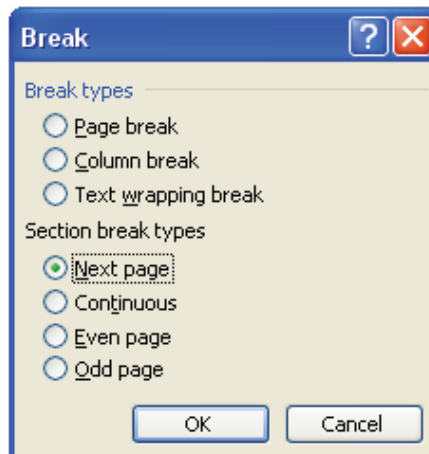 Break ?
Break types
Page break
Column break
Text wrapping break
Section break types
Next page
Continuous
Even page
Odd page
OK Cancel